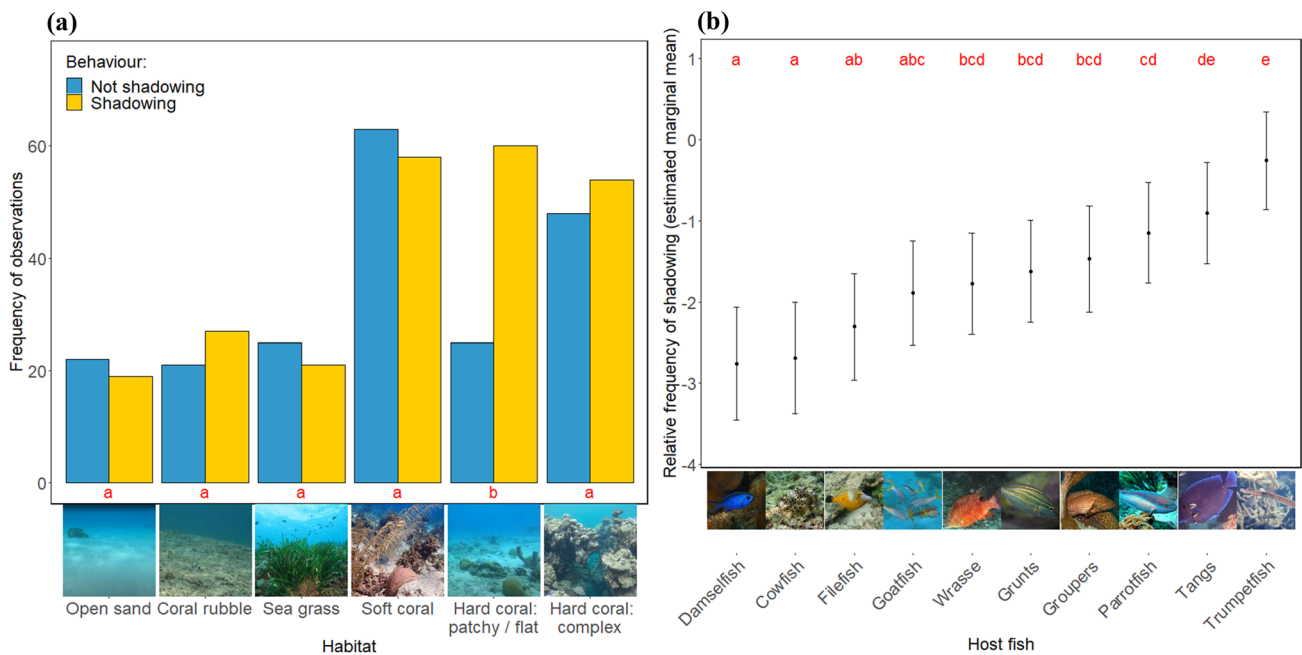 (a)
Behaviour:
Not shadowing
Shadowing
Frequency of observations
60
40
20
0
a a a a b a
Open sand Coral rubble Sea grass Soft coral Hard coral: patchy / flat Hard coral: complex
Habitat
(b)
Relative frequency of shadowing (estimated marginal mean)
1
0
-1
-2
-3
-4
a a ab abc bcd bcd bcd cd de e
Damselfish Cowfish Filefish Goatfish Wrasse Grunts Groupers Parrotfish Tangs Trumpetfish
Host fish